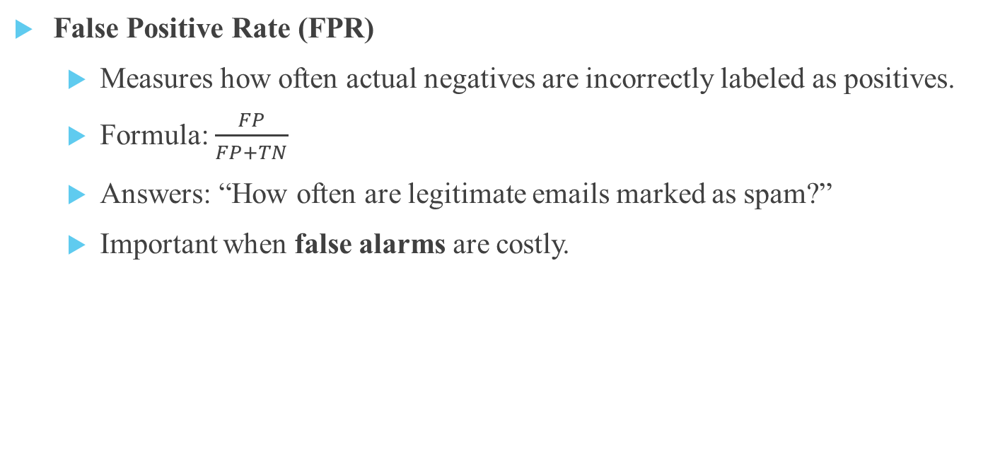 False Positive Rate (FPR)
Measures how often actual negatives are incorrectly labeled as positives.
Formula: FP/FP+TN
Answers: “How often are legitimate emails marked as spam?”
Important when false alarms are costly.